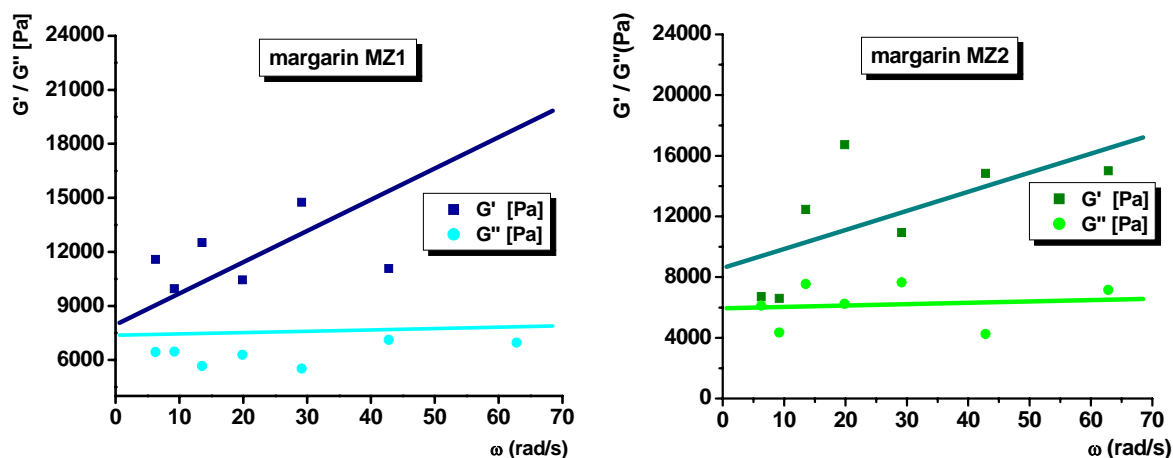 G' / G'' [Pa]
24000
21000
18000
15000
12000
9000
6000
margarin MZ1
G' [Pa]
G'' [Pa]
0 10 20 30 40 50 60 70
ω (rad/s)
G' / G''(Pa)
24000
20000
16000
12000
8000
4000
0
margarin MZ2
G' [Pa]
G'' [Pa]
0 10 20 30 40 50 60 70
ω (rad/s)